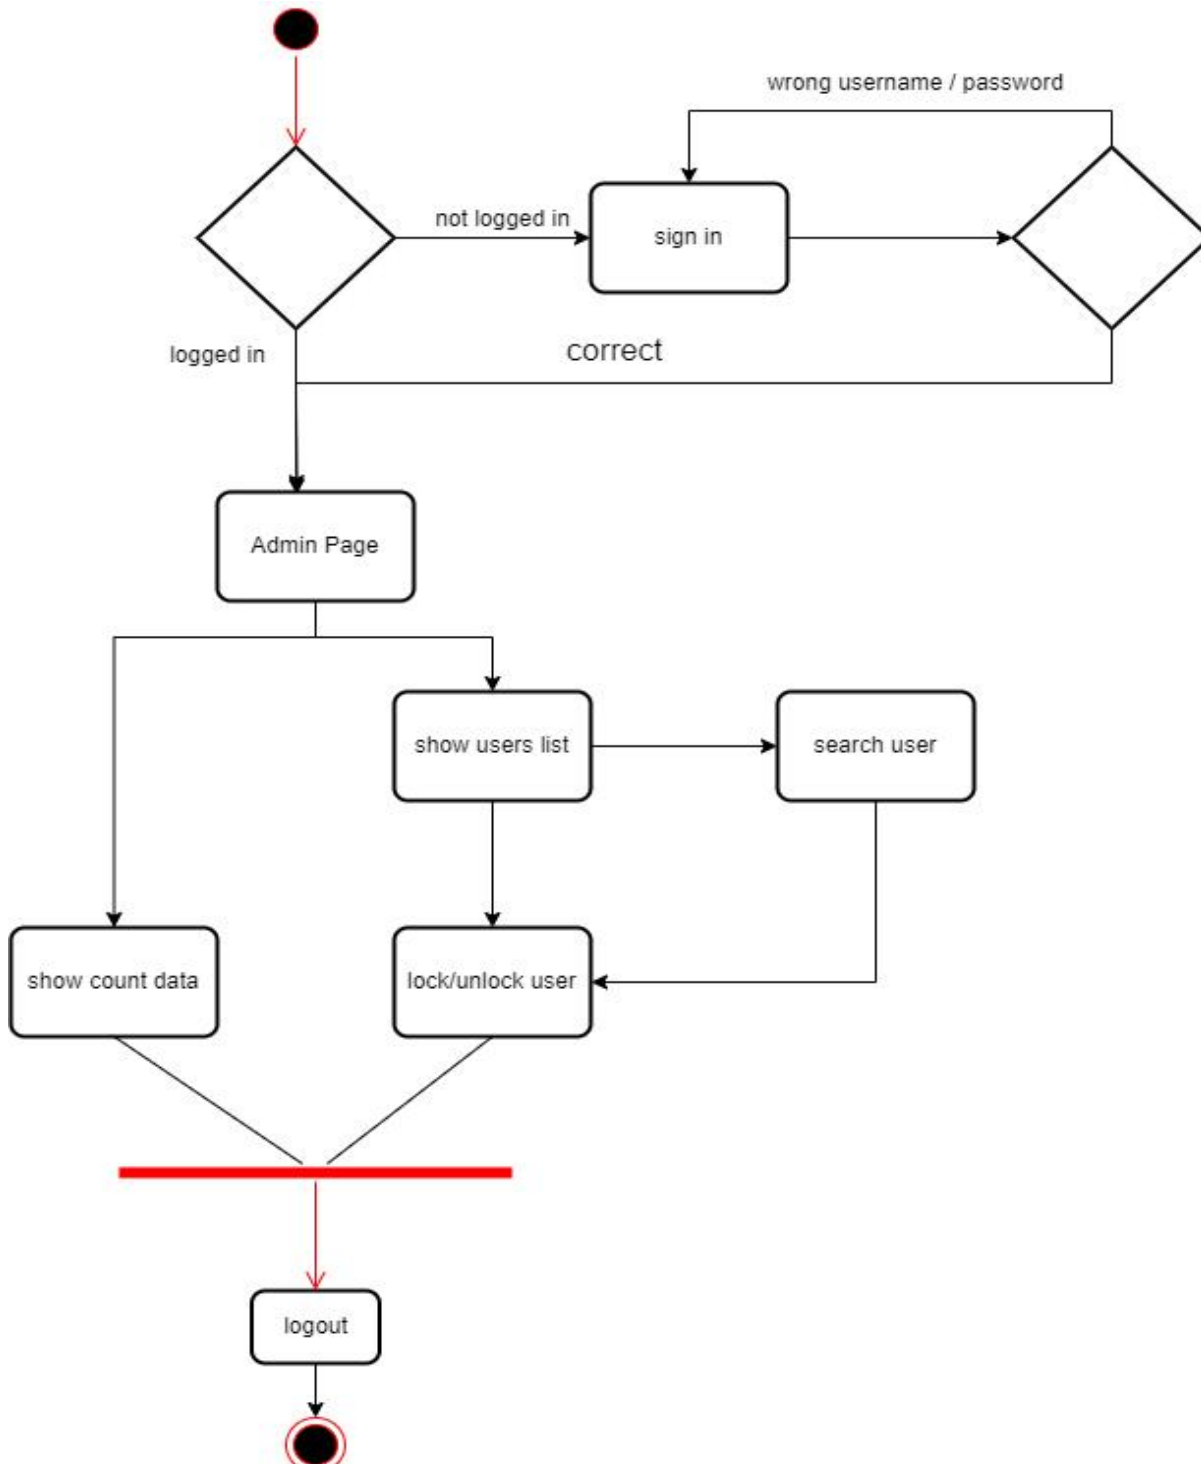 wrong username / password
not logged in
sign in
logged in
correct
Admin Page
show users list
search user
show count data
lock/unlock user
logout